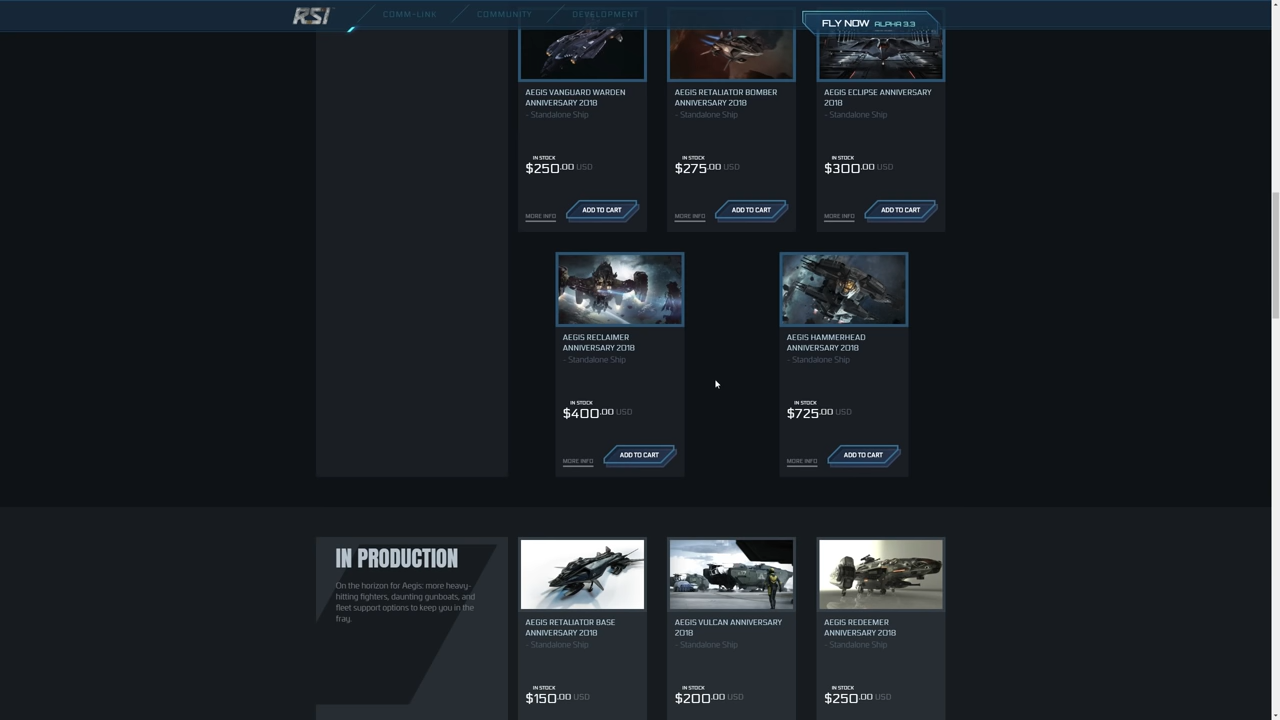 RSI
COMM-LINK
COMMUNITY
DEVELOPMENT
FLY NOW ALPHA 3.3
AEGIS VANGUARD WARDEN
ANNIVERSARY 2018
- Standalone Ship
IN STOCK
$250.00 USD
MORE INFO
ADD TO CART
AEGIS RETALIATOR BOMBER
ANNIVERSARY 2018
- Standalone Ship
IN STOCK
$275.00 USD
MORE INFO
ADD TO CART
AEGIS ECLIPSE ANNIVERSARY
2018
- Standalone Ship
IN STOCK
$300.00 USD
MORE INFO
ADD TO CART
AEGIS RECLAIMER
ANNIVERSARY 2018
- Standalone Ship
IN STOCK
$400.00 USD
MORE INFO
ADD TO CART
AEGIS HAMMERHEAD
ANNIVERSARY 2018
- Standalone Ship
IN STOCK
$725.00 USD
MORE INFO
ADD TO CART
IN PRODUCTION
On the horizon for Aegis: more heavy-
hitting fighters, daunting gunboats, and
fleet support options to keep you in the
fray.
AEGIS RETALIATOR BASE
ANNIVERSARY 2018
- Standalone Ship
IN STOCK
$150.00 USD
AEGIS VULCAN ANNIVERSARY
2018
- Standalone Ship
IN STOCK
$200.00 USD
AEGIS REDEEMER
ANNIVERSARY 2018
- Standalone Ship
IN STOCK
$250.00 USD